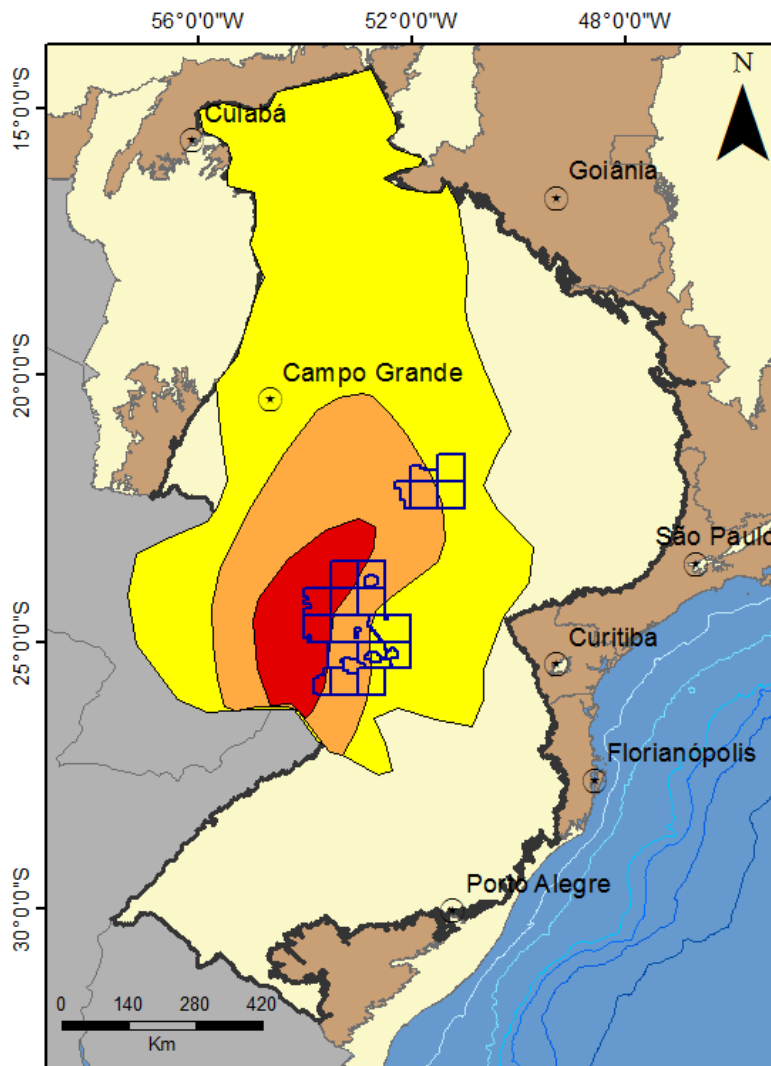 56°0'0"W 52°0'0"W 48°0'0"W
N
15°0'0"S
Cuiabá
Goiânia
20°0'0"S
Campo Grande
São Paulo
25°0'0"S
Curitiba
Florianópolis
30°0'0"S
Porto Alegre
0 140 280 420
Km